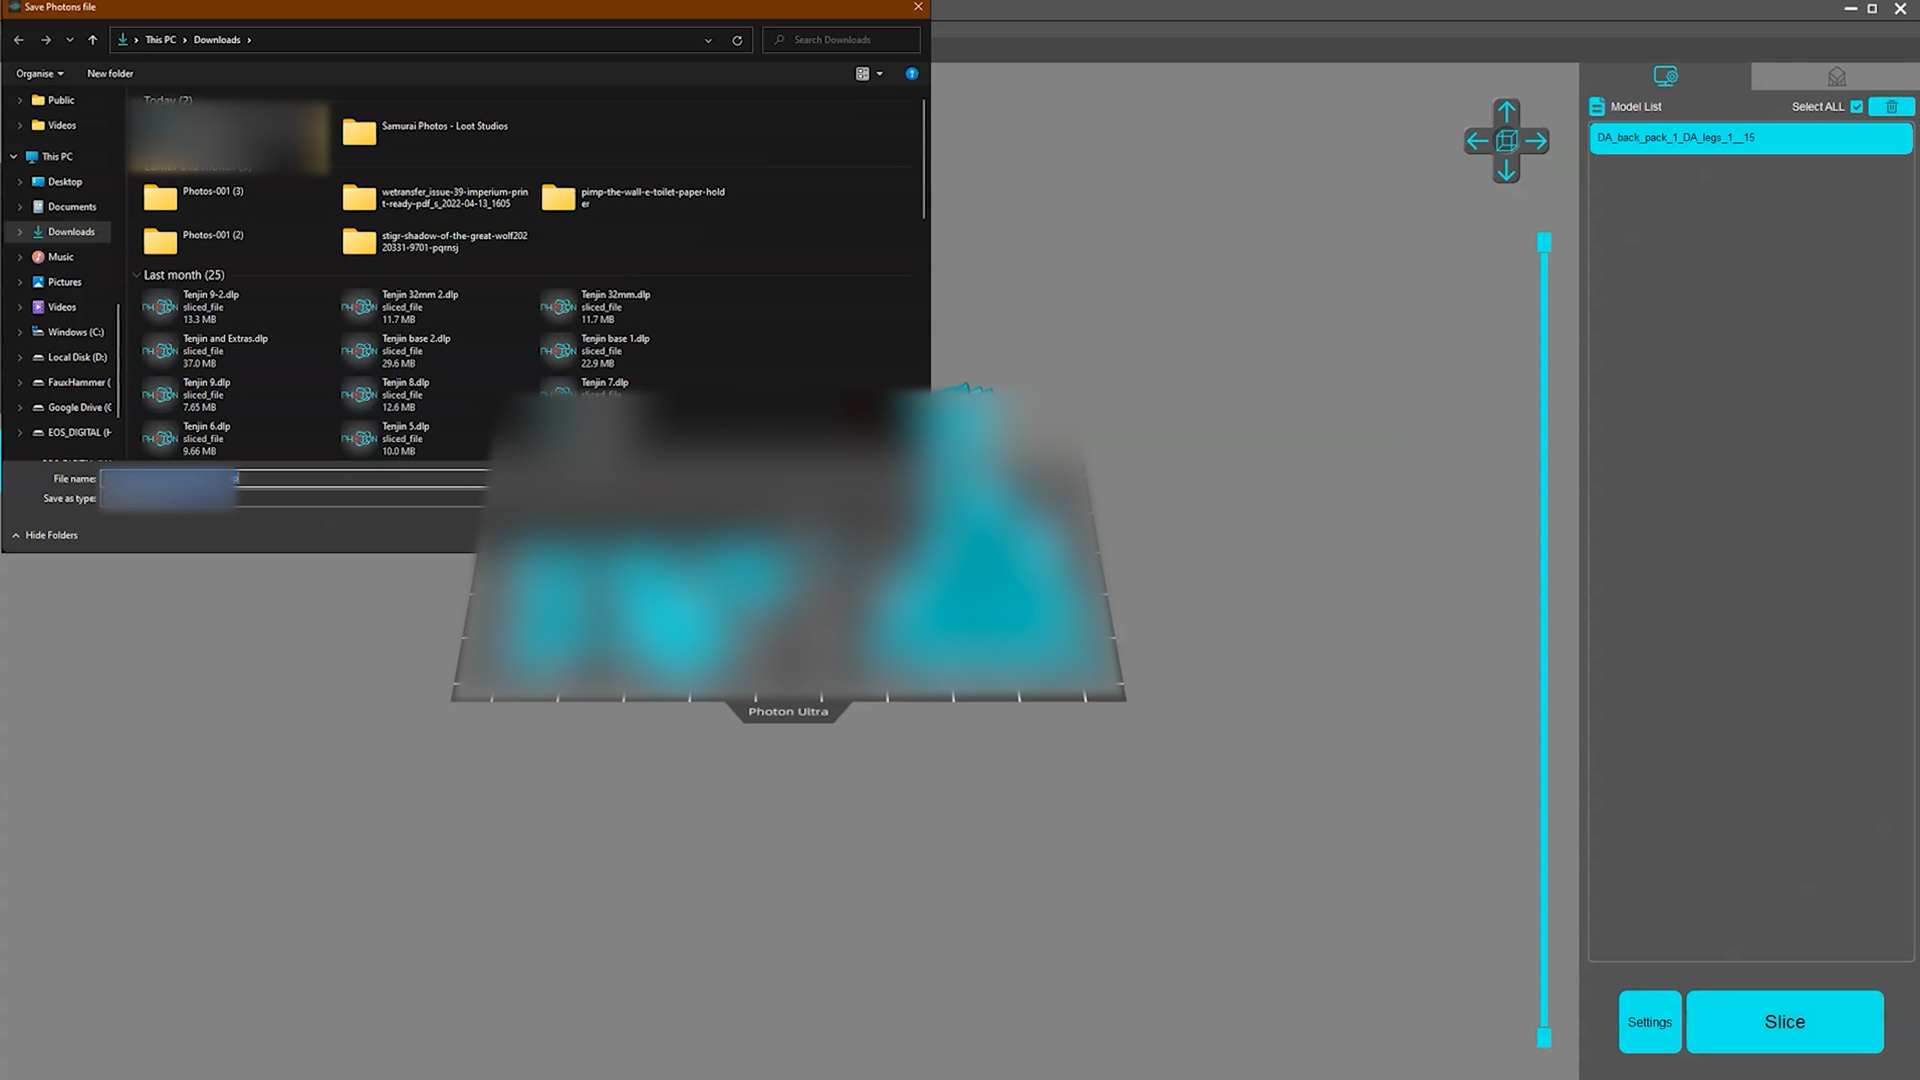 Save Photons file
This PC
Downloads
Search Downloads
Organise
New folder
Public
Videos
This PC
Desktop
Documents
Downloads
Music
Pictures
Videos
Windows (C:)
Local Disk (D:)
FauxHammer (
Google Drive (G
EOS_DIGITAL (H
Today (2)
Samurai Photos - Loot Studios
Photos-001 (3)
wetransfer_issue-39-imperium-prin
t-ready-pdf_s_2022-04-13_1605
pimp-the-wall-e-toilet-paper-hold
er
Photos-001 (2)
stigr-shadow-of-the-great-wolf202
20331-9701-pqrnsj
Last month (25)
Tenjin 9-2.dlp
sliced_file
13.3 MB
Tenjin 32mm 2.dlp
sliced_file
11.7 MB
Tenjin 32mm.dlp
sliced_file
11.7 MB
Tenjin and Extras.dlp
sliced_file
37.0 MB
Tenjin base 2.dlp
sliced_file
29.6 MB
Tenjin base 1.dlp
sliced_file
22.9 MB
Tenjin 9.dlp
sliced_file
7.65 MB
Tenjin 8.dlp
sliced_file
12.6 MB
Tenjin 7.dlp
Tenjin 6.dlp
sliced_file
9.66 MB
Tenjin 5.dlp
sliced_file
10.0 MB
File name:
Save as type:
Hide Folders
Photon Ultra
Model List
Select ALL
DA_back_pack_1_DA_legs_1__15
Settings
Slice